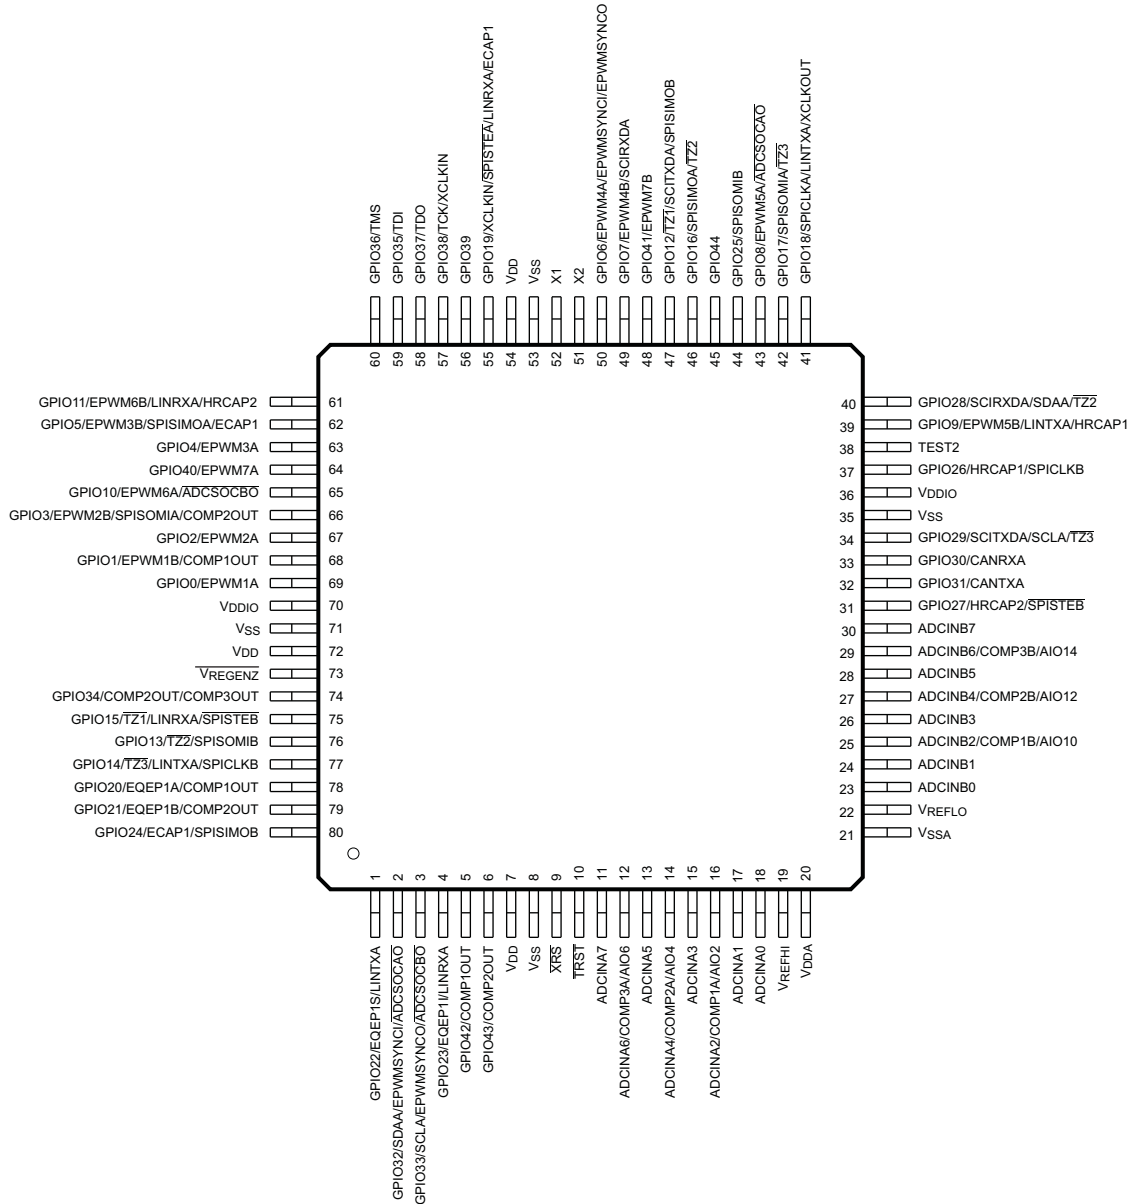 GPIO36/TMS
GPIO35/TDI
GPIO37/TDO
GPIO38/TCK/XCLKIN
GPIO39
GPIO19/XCLKIN/SPISTEA/LINRXA/ECAP1
VDD
VSS
X1
X2
GPIO6/EPWM4A/EPWMSYNCI/EPWMSYNCO
GPIO7/EPWM4B/SCIRXDA
GPIO41/EPWM7B
GPIO12/TZ1/SCITXDA/SPISIMOB
GPIO16/SPISIMOA/TZ2
GPIO44
GPIO25/SPISOMIB
GPIO8/EPWM5A/ADCSOCAO
GPIO17/SPISOMIA/TZ3
GPIO18/SPICLKA/LINTXA/XCLKOUT
60
59
58
57
56
55
54
53
52
51
50
49
48
47
46
45
44
43
42
41
GPIO11/EPWM6B/LINRXA/HRCAP2 61
GPIO5/EPWM3B/SPISIMOA/ECAP1 62
GPIO4/EPWM3A 63
GPIO40/EPWM7A 64
GPIO10/EPWM6A/ADCSOCBO 65
GPIO3/EPWM2B/SPISOMIA/COMP2OUT 66
GPIO2/EPWM2A 67
GPIO1/EPWM1B/COMP1OUT 68
GPIO0/EPWM1A 69
VDDIO 70
VSS 71
VDD 72
VREGENZ 73
GPIO34/COMP2OUT/COMP3OUT 74
GPIO15/TZ1/LINRXA/SPISTEB 75
GPIO13/TZ2/SPISOMIB 76
GPIO14/TZ3/LINTXA/SPICLKB 77
GPIO20/EQEP1A/COMP1OUT 78
GPIO21/EQEP1B/COMP2OUT 79
GPIO24/ECAP1/SPISIMOB 80
40 GPIO28/SCIRXDA/SDAA/TZ2
39 GPIO9/EPWM5B/LINTXA/HRCAP1
38 TEST2
37 GPIO26/HRCAP1/SPICLKB
36 VDDIO
35 VSS
34 GPIO29/SCITXDA/SCLA/TZ3
33 GPIO30/CANRXA
32 GPIO31/CANTXA
31 GPIO27/HRCAP2/SPISTEB
30 ADCINB7
29 ADCINB6/COMP3B/AIO14
28 ADCINB5
27 ADCINB4/COMP2B/AIO12
26 ADCINB3
25 ADCINB2/COMP1B/AIO10
24 ADCINB1
23 ADCINB0
22 VREFLO
21 VSSA
1
2
3
4
5
6
7
8
9
10
11
12
13
14
15
16
17
18
19
20
GPIO22/EQEP1S/LINTXA
GPIO32/SDAA/EPWMSYNCI/ADCSOCAO
GPIO33/SCLA/EPWMSYNCO/ADCSOCBO
GPIO23/EQEP1I/LINRXA
GPIO42/COMP1OUT
GPIO43/COMP2OUT
VDD
VSS
XRS
TRST
ADCINA7
ADCINA6/COMP3A/AIO6
ADCINA5
ADCINA4/COMP2A/AIO4
ADCINA3
ADCINA2/COMP1A/AIO2
ADCINA1
ADCINA0
VREFHI
VDDA